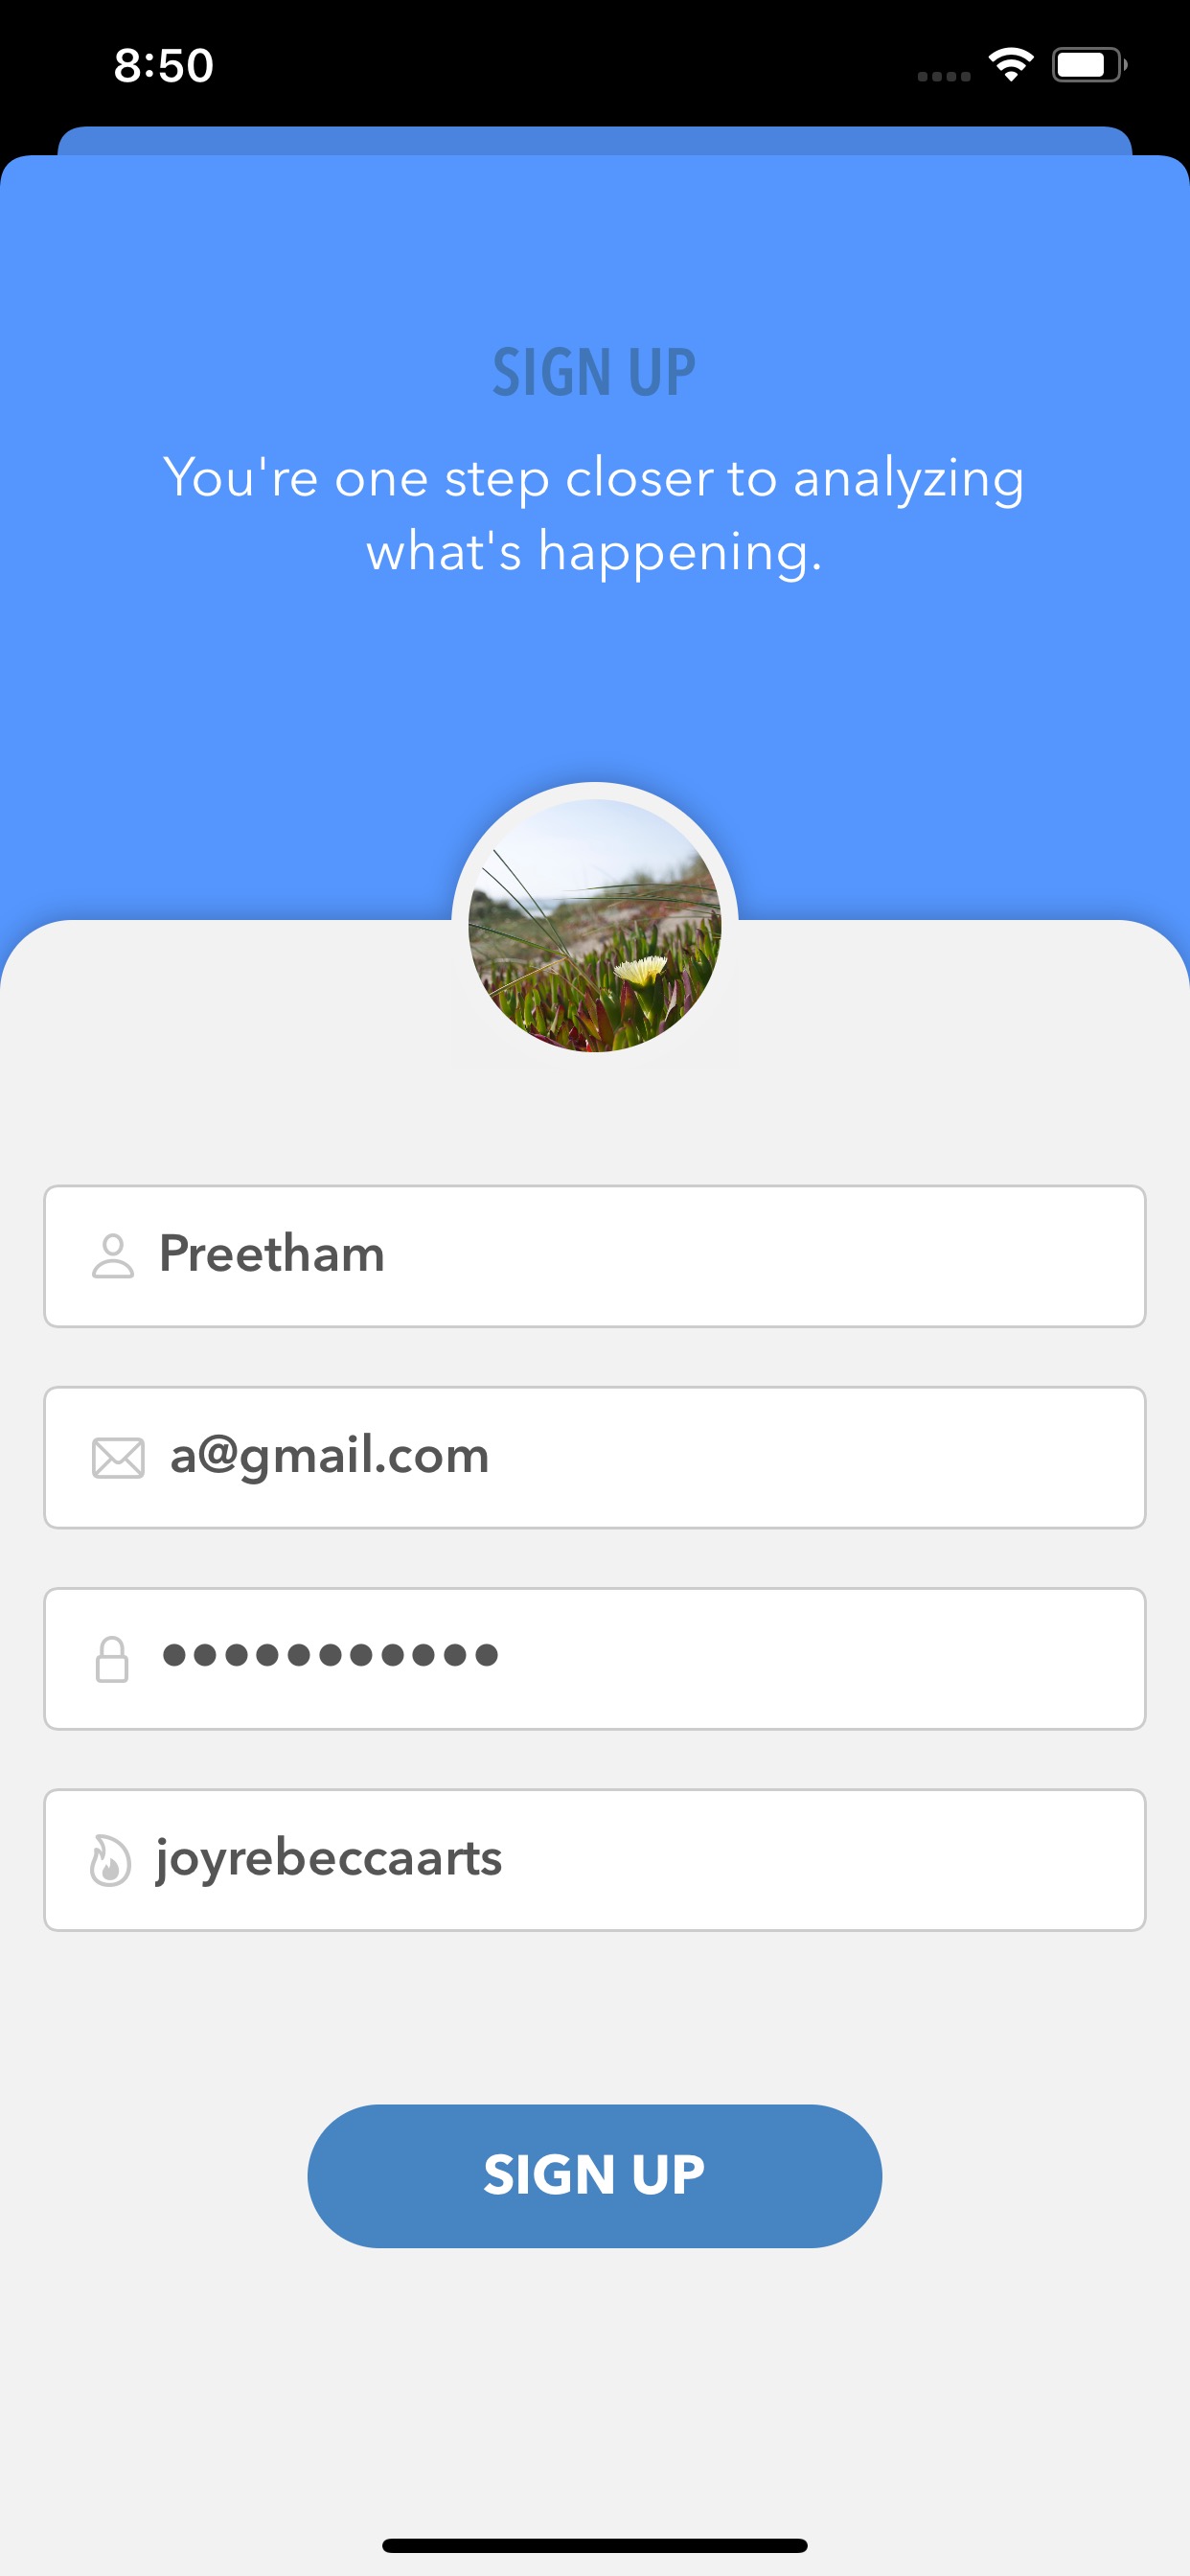 8:50
SIGN UP
You're one step closer to analyzing
what's happening.
Preetham
a@gmail.com
•••••••••••
joyrebeccaarts
SIGN UP